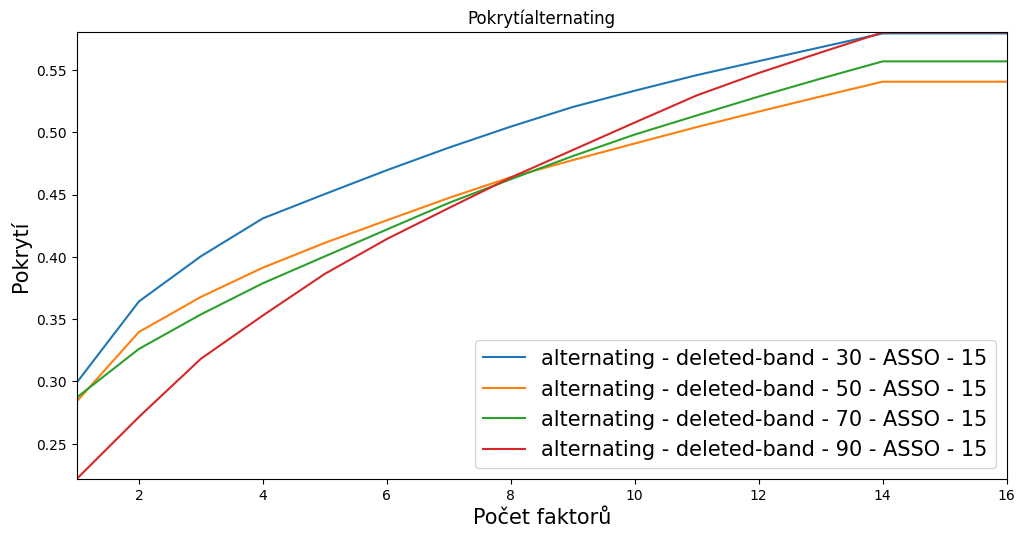 Pokrytíalternating
0.55
0.50
0.45
0.40
0.35
0.30
0.25
Pokrytí
alternating - deleted-band - 30 - ASSO - 15
alternating - deleted-band - 50 - ASSO - 15
alternating - deleted-band - 70 - ASSO - 15
alternating - deleted-band - 90 - ASSO - 15
2 4 6 8 10 12 14 16
Počet faktorů